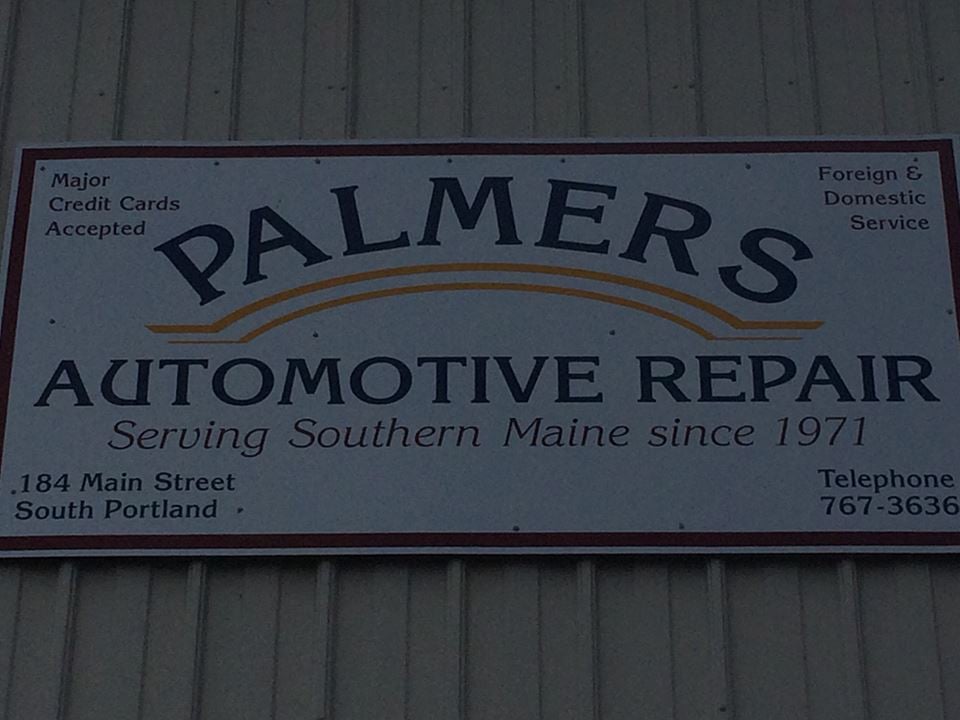 Major
Credit Cards
Accepted
Foreign &
Domestic
Service
PALMERS
AUTOMOTIVE REPAIR
Serving Southern Maine since 1971
184 Main Street
South Portland
Telephone
767-3636